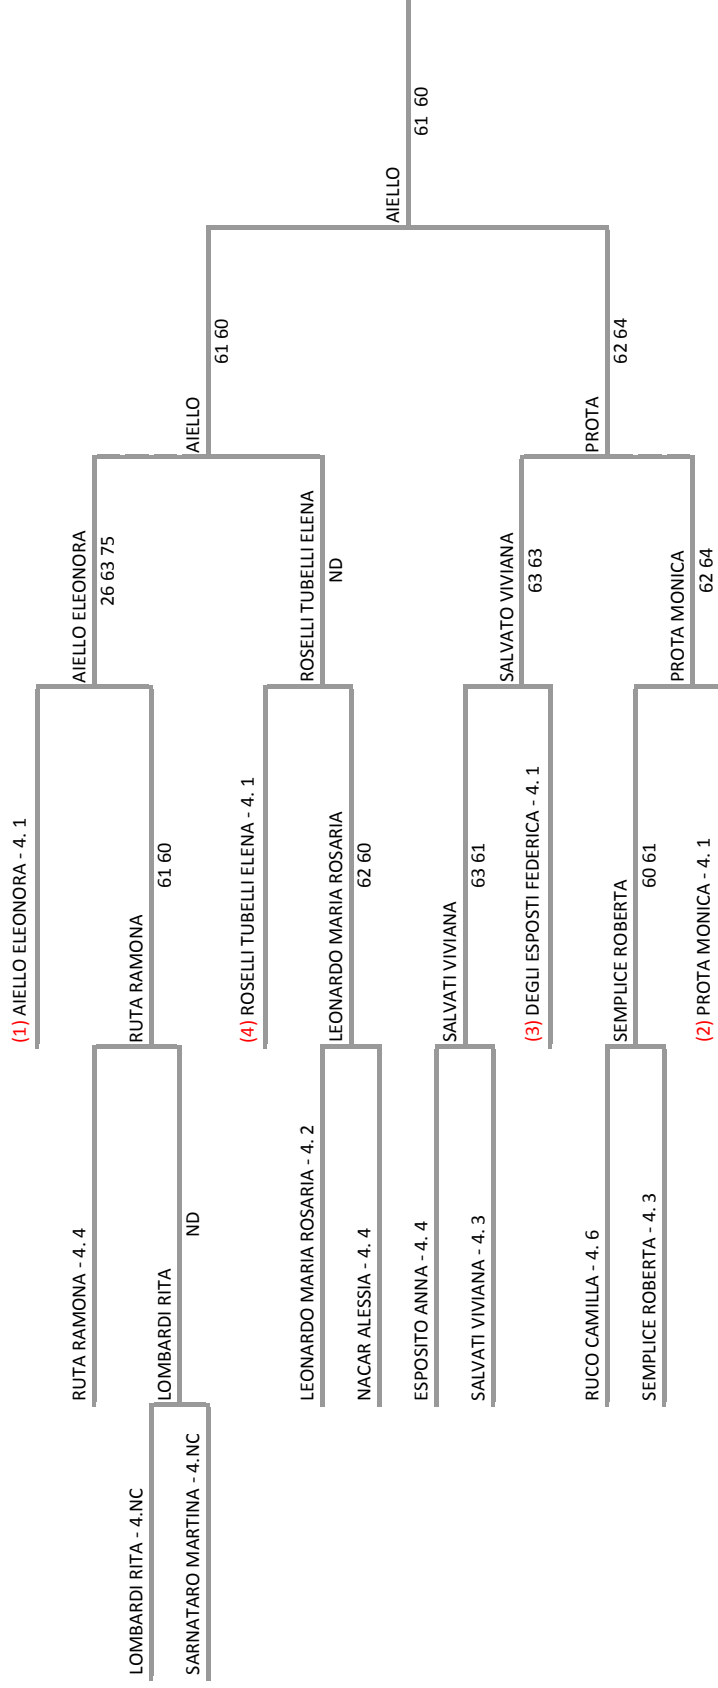 (1) AIELLO ELEONORA - 4. 1
RUTA RAMONA - 4. 4
AIELLO ELEONORA
26 63 75
LOMBARDI RITA - 4.NC
RUTA RAMONA
LOMBARDI RITA
61 60
SARNATARO MARTINA - 4.NC
ND
AIELLO
61 60
(4) ROSELLI TUBELLI ELENA - 4. 1
LEONARDO MARIA ROSARIA - 4. 2
ROSELLI TUBELLI ELENA
LEONARDO MARIA ROSARIA
ND
NACAR ALESSIA - 4. 4
62 60
AIELLO
ESPOSITO ANNA - 4. 4
61 60
SALVATI VIVIANA
SALVATI VIVIANA - 4. 3
63 61
SALVATO VIVIANA
(3) DEGLI ESPOSTI FEDERICA - 4. 1
63 63
RUCO CAMILLA - 4. 6
PROTA
SEMPLICE ROBERTA
62 64
SEMPLICE ROBERTA - 4. 3
60 61
PROTA MONICA
(2) PROTA MONICA - 4. 1
62 64